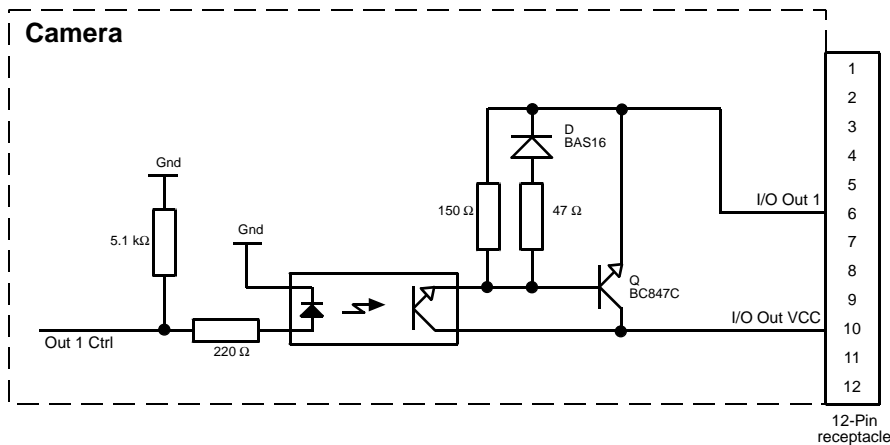 Camera
Gnd
5.1 kΩ
Gnd
Out 1 Ctrl
220 Ω
D
BAS16
150 Ω
47 Ω
Q
BC847C
I/O Out 1
I/O Out VCC
1
2
3
4
5
6
7
8
9
10
11
12
12-Pin
receptacle